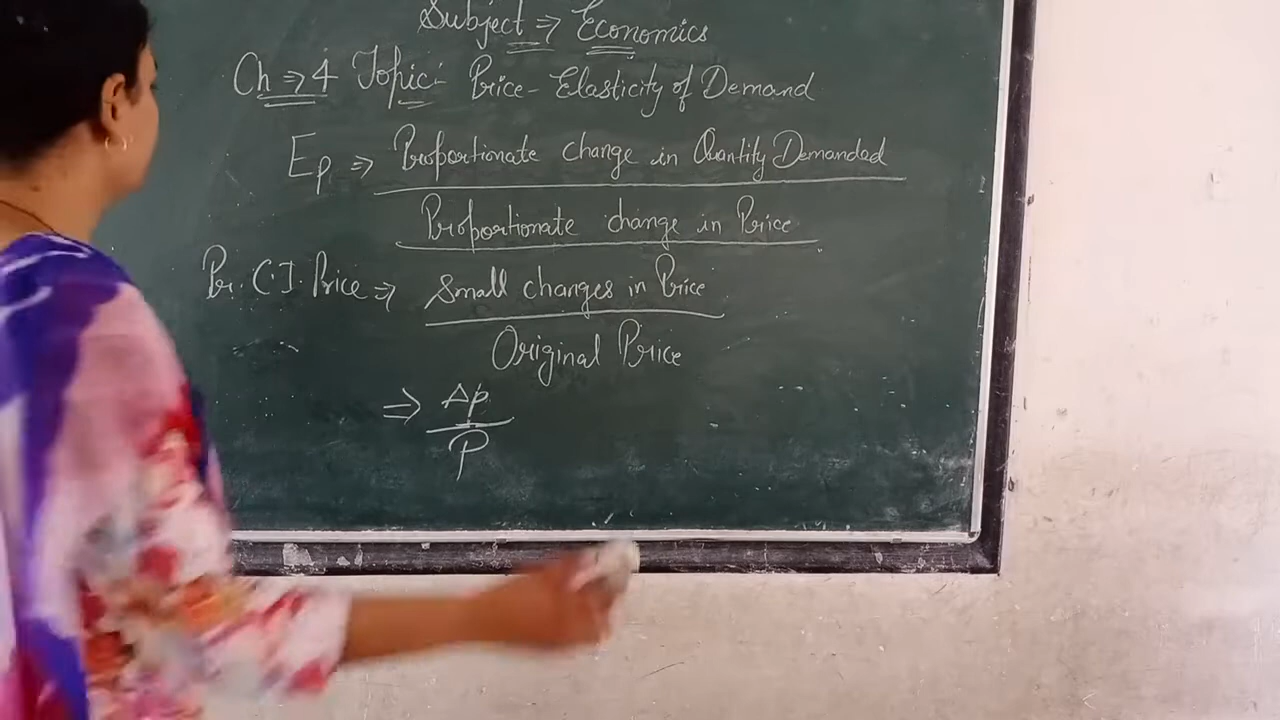 Subject ⇒ Economics
Ch ⇒ 4 Topic:- Price - Elasticity of Demand
Ep ⇒ Proportionate change in Quantity Demanded
Proportionate change in Price
Pr. C. I. Price ⇒ Small changes in Price
Original Price
⇒ Δp
P